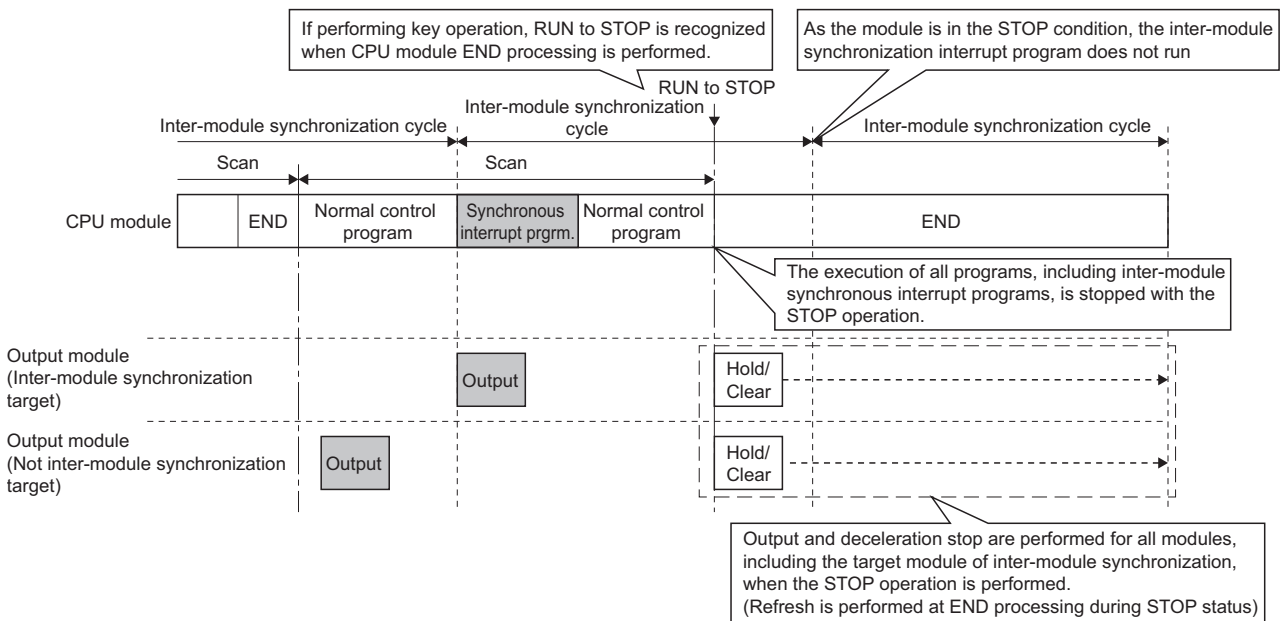 If performing key operation, RUN to STOP is recognized
when CPU module END processing is performed.
As the module is in the STOP condition, the inter-module
synchronization interrupt program does not run
RUN to STOP
Inter-module synchronization cycle
Inter-module synchronization
cycle
Inter-module synchronization cycle
Scan
Scan
CPU module
END
Normal control
program
Synchronous
interrupt prgrm.
Normal control
program
END
The execution of all programs, including inter-module
synchronous interrupt programs, is stopped with the
STOP operation.
Output module
(Inter-module synchronization
target)
Output
Hold/
Clear
Output module
(Not inter-module synchronization
target)
Output
Hold/
Clear
Output and deceleration stop are performed for all modules,
including the target module of inter-module synchronization,
when the STOP operation is performed.
(Refresh is performed at END processing during STOP status)